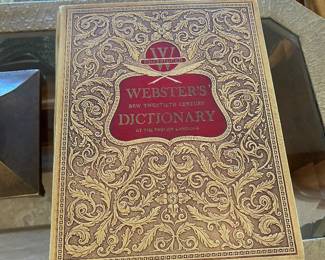 W
WEBSTER'S
NEW TWENTIETH CENTURY
DICTIONARY
OF THE ENGLISH LANGUAGE